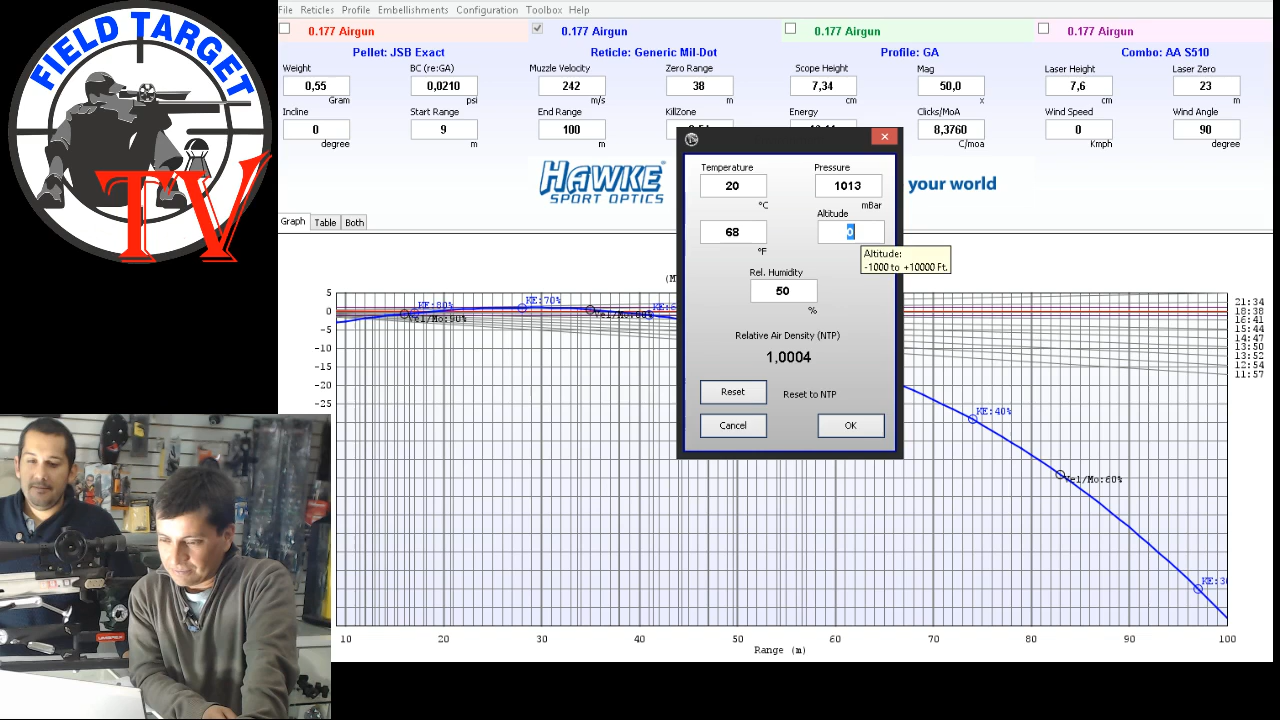 FIELD TARGET
TV
File Reticles Profile Embellishments Configuration Toolbox Help
0.177 Airgun 0.177 Airgun 0.177 Airgun 0.177 Airgun
Pellet: JSB Exact Reticle: Generic Mil-Dot Profile: GA Combo: AA S510
Weight BC (re:GA) Muzzle Velocity Zero Range Scope Height Mag Laser Height Laser Zero
0,55 0,0210 242 38 7,34 50,0 7,6 23
Gram psi m/s m cm x cm m
Incline Start Range End Range KillZone Energy Clicks/MoA Wind Speed Wind Angle
0 9 100 8,3760 0 90
degree m m C/moa Kmph degree
HAWKE
SPORT OPTICS
your world
Graph Table Both
Temperature Pressure
20 1013
°C mBar
Altitude
68 0
°F
Altitude:
-1000 to +10000 Ft.
Rel. Humidity
50
%
Relative Air Density (NTP)
1,0004
Reset Reset to NTP
Cancel OK
5
0
-5
-10
-15
-20
-25
KE:80% KE:70%
Vel/Mo:90% Vel/Mo:80%
KE:40%
Vel/Mo:60%
21:34
18:38
16:41
15:44
14:47
13:50
13:52
12:54
11:57
10 20 30 40 50 60 70 80 90 100
Range (m)